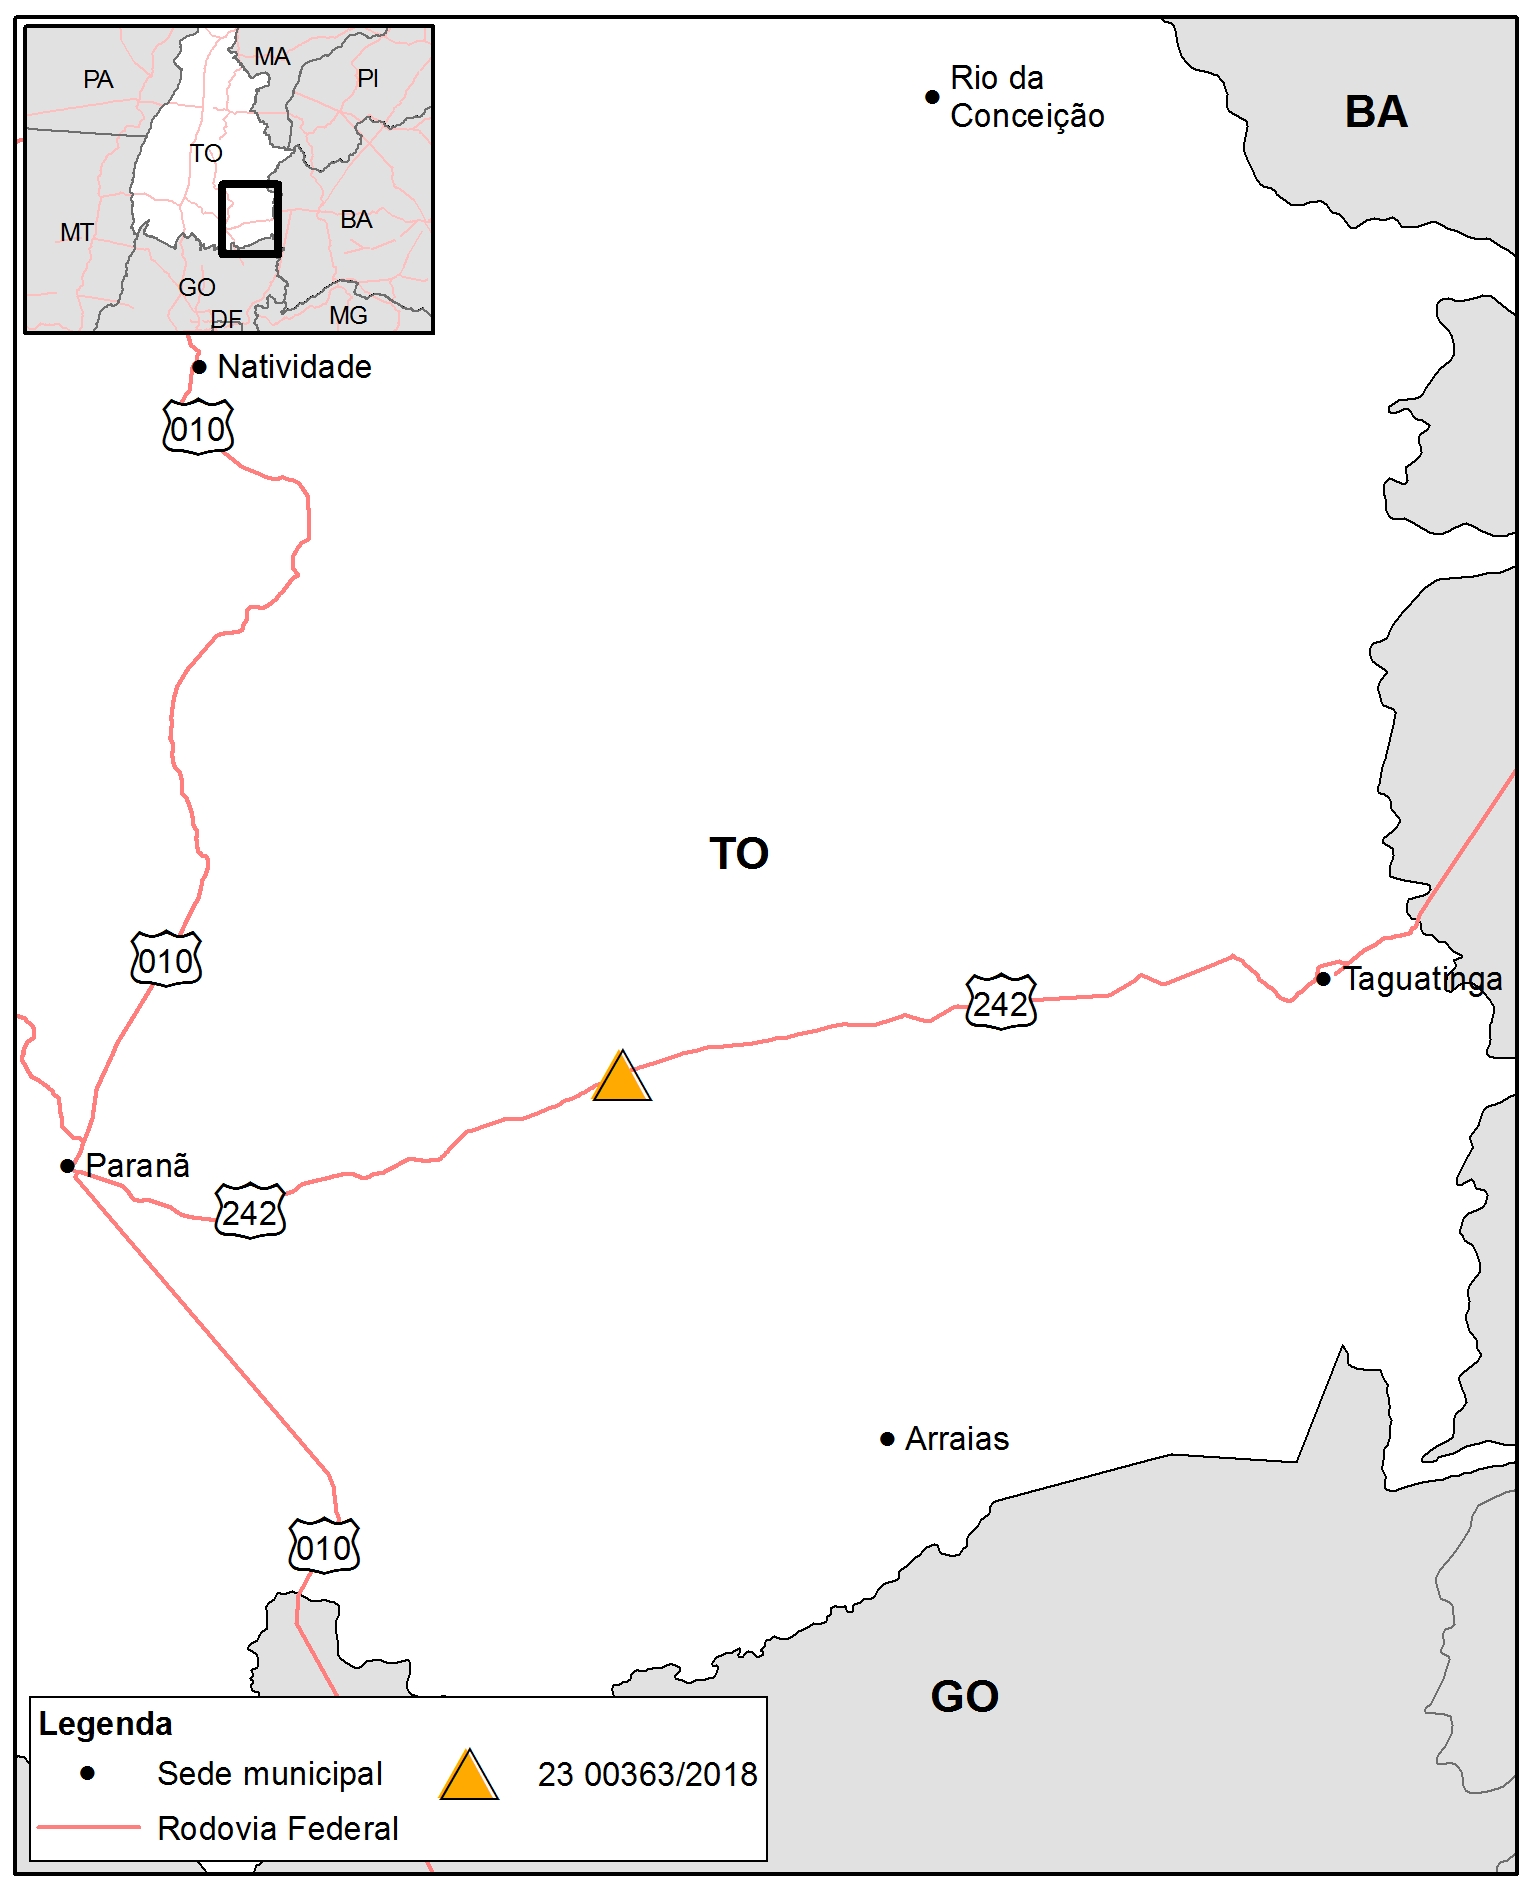 MA
PA
PI
TO
BA
MT
GO
DF
MG
Rio da
Conceição
BA
Natividade
010
TO
010
242
Taguatinga
Paranã
242
Arraias
010
GO
Legenda
Sede municipal
23 00363/2018
Rodovia Federal